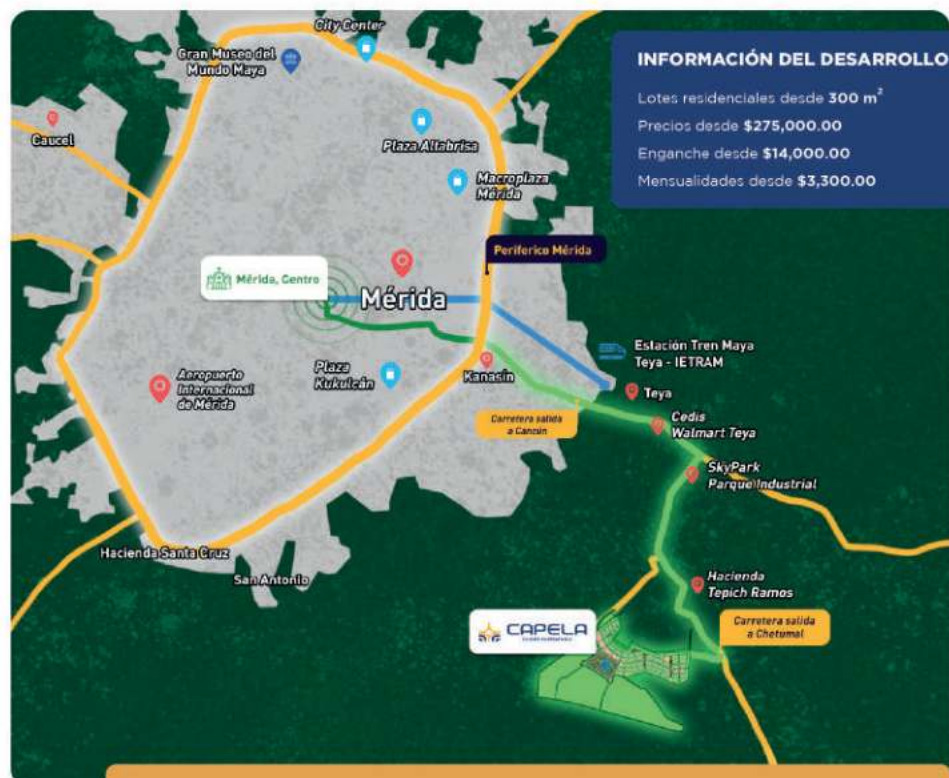 City Center
Gran Museo del
Mundo Maya
INFORMACIÓN DEL DESARROLLO
Lotes residenciales desde 300 m²
Precios desde $275,000.00
Enganche desde $14,000.00
Mensualidades desde $3,300.00
Caucel
Plaza Altabrisa
Macroplaza
Mérida
Periferico Mérida
Mérida, Centro
Mérida
Estación Tren Maya
Teya - IETRAM
Plaza
Kukulcán
Kanasín
Aeropuerto
Internacional
de Mérida
Teya
Carretera salida
a Cancún
Cedis
Walmart Teya
SkyPark
Parque Industrial
Hacienda Santa Cruz
San Antonio
Hacienda
Tepich Ramos
CAPELA
Carretera salida
a Chetumal